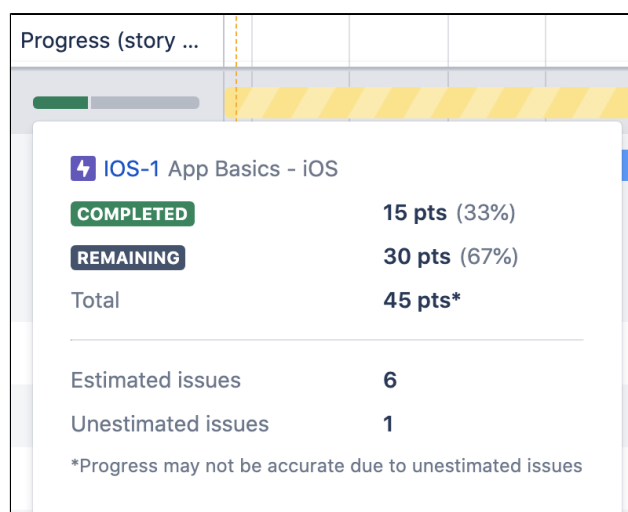 Progress (story ...
IOS-1 App Basics - iOS
COMPLETED 15 pts (33%)
REMAINING 30 pts (67%)
Total 45 pts*
Estimated issues 6
Unestimated issues 1
*Progress may not be accurate due to unestimated issues